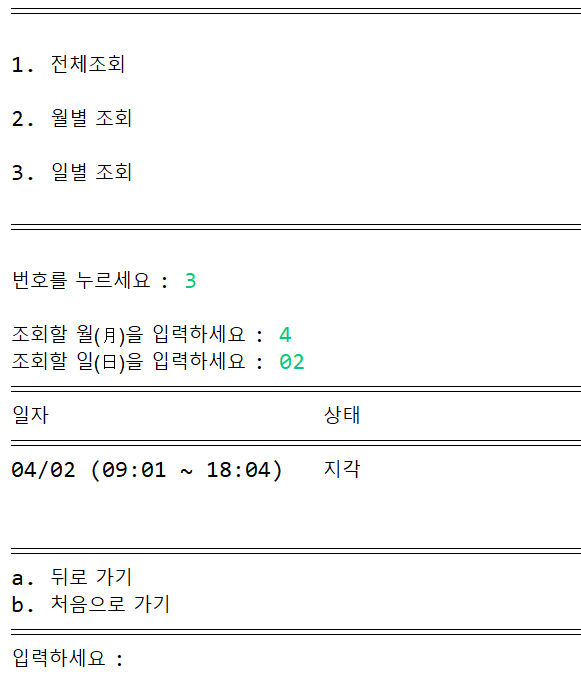 1. 전체조회
2. 월별 조회
3. 일별 조회
번호를 누르세요 : 3
조회할 월(月)을 입력하세요 : 4
조회할 일(日)을 입력하세요 : 02
일자 상태
04/02 (09:01 ~ 18:04) 지각
a. 뒤로 가기
b. 처음으로 가기
입력하세요 :